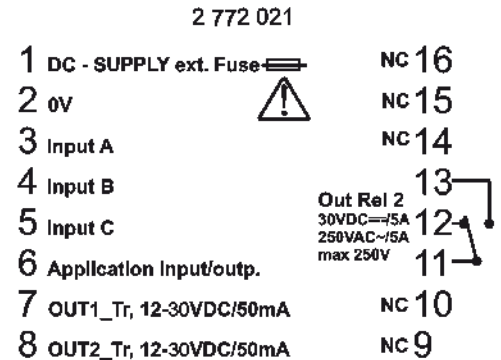 2 772 021
1 DC - SUPPLY ext. Fuse
2 0V
3 Input A
4 Input B
5 Input C
6 Application Input/outp.
7 OUT1_Tr, 12-30VDC/50mA
8 OUT2_Tr, 12-30VDC/50mA
NC 16
NC 15
NC 14
13
Out Rel 2
30VDC⎓/5A
250VAC~/5A
max 250V
12
11
NC 10
NC 9